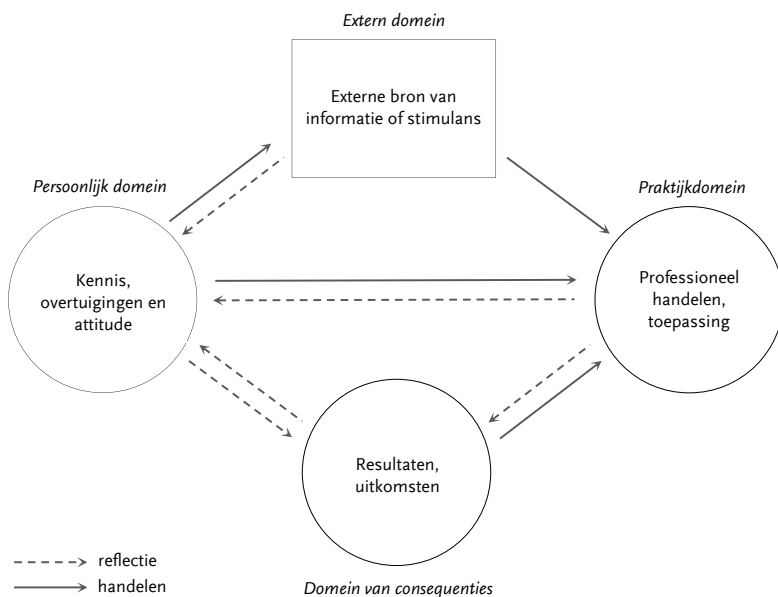 Extern domein
Externe bron van
informatie of stimulans
Persoonlijk domein
Praktijkdomein
Kennis,
overtuigingen en
attitude
Professioneel
handelen,
toepassing
Resultaten,
uitkomsten
reflectie
handelen
Domein van consequenties